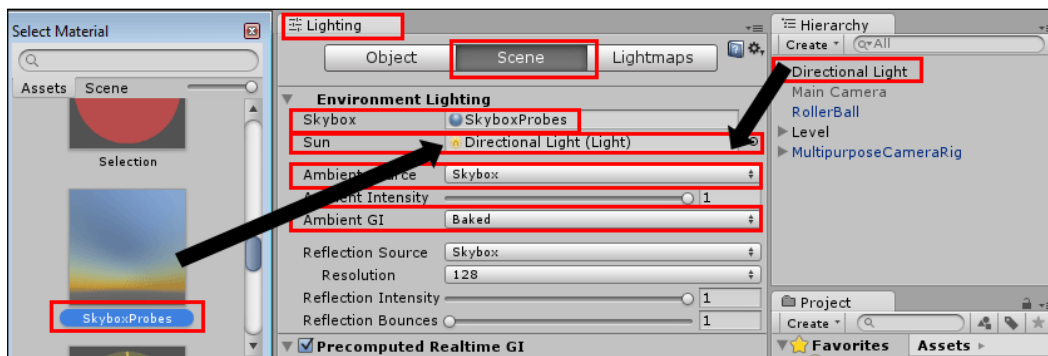 Select Material
Assets Scene
Selection
SkyboxProbes
Lighting
Object Scene Lightmaps
Environment Lighting
Skybox SkyboxProbes
Sun Directional Light (Light)
Ambient Source Skybox
Ambient Intensity 1
Ambient GI Baked
Reflection Source Skybox
Resolution 128
Reflection Intensity 1
Reflection Bounces 1
Precomputed Realtime GI
Hierarchy
Create All
Directional Light
Main Camera
RollerBall
Level
MultipurposeCameraRig
Project
Create
Favorites Assets